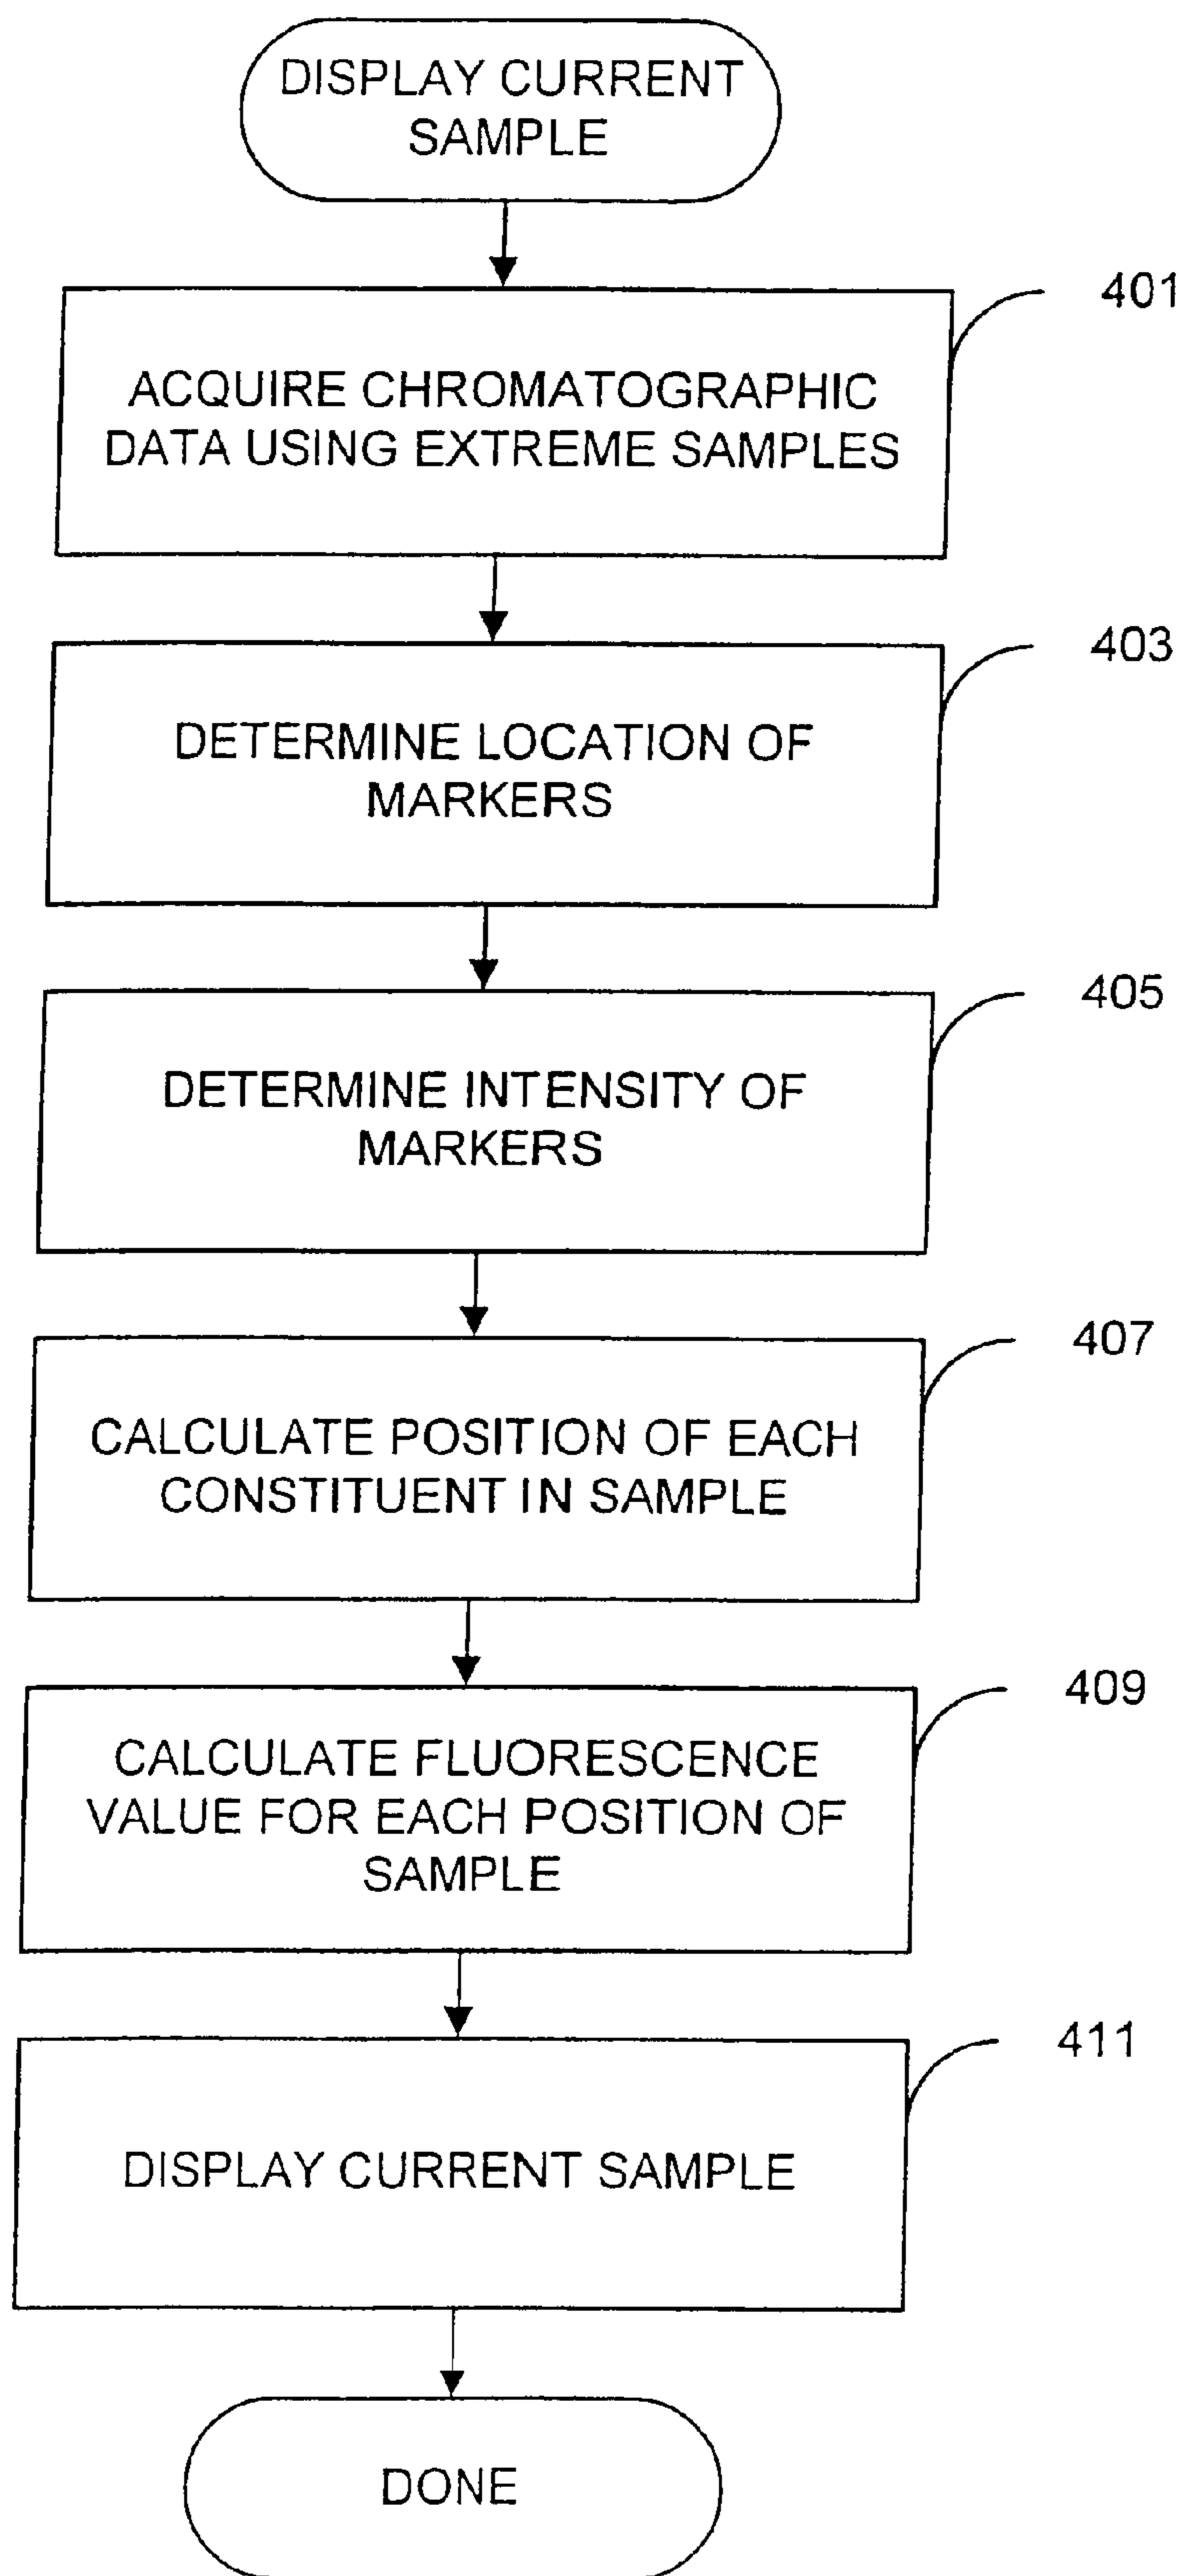 DISPLAY CURRENT
SAMPLE
401
ACQUIRE CHROMATOGRAPHIC
DATA USING EXTREME SAMPLES
403
DETERMINE LOCATION OF
MARKERS
405
DETERMINE INTENSITY OF
MARKERS
407
CALCULATE POSITION OF EACH
CONSTITUENT IN SAMPLE
409
CALCULATE FLUORESCENCE
VALUE FOR EACH POSITION OF
SAMPLE
411
DISPLAY CURRENT SAMPLE
DONE